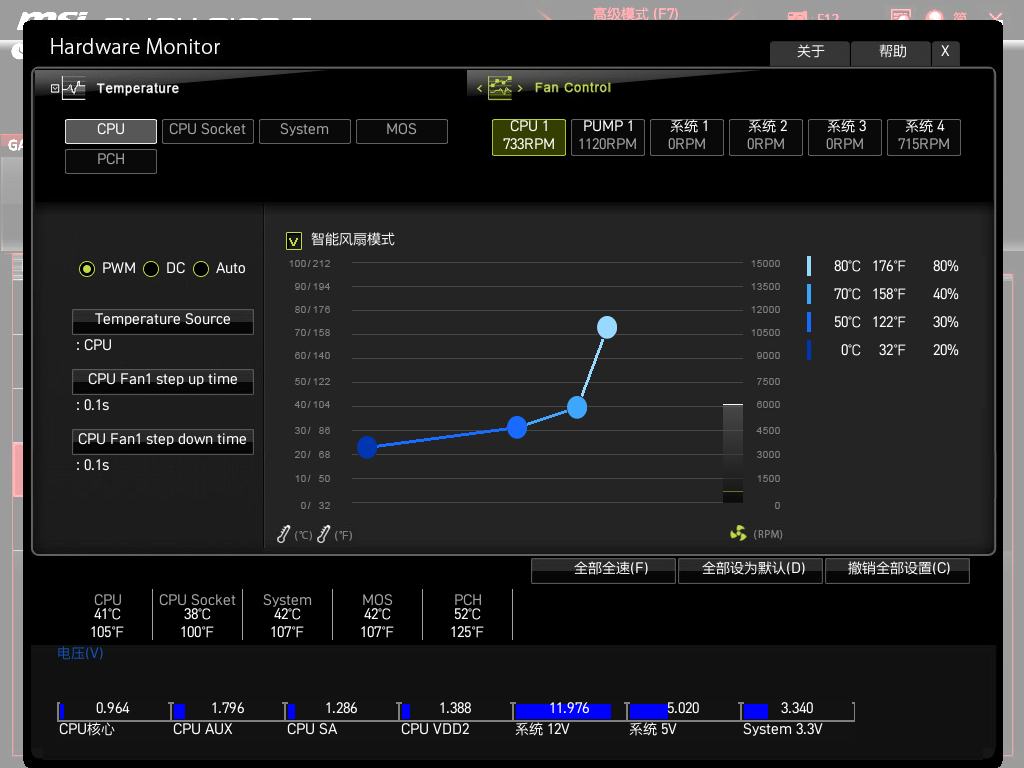 msi
高级模式 (F7)
F12
简
X
GA
Hardware Monitor
关于
帮助
X
Temperature
< Fan Control >
CPU
CPU Socket
System
MOS
PCH
CPU 1
733RPM
PUMP 1
1120RPM
系统 1
0RPM
系统 2
0RPM
系统 3
0RPM
系统 4
715RPM
PWM DC Auto
Temperature Source
: CPU
CPU Fan1 step up time
: 0.1s
CPU Fan1 step down time
: 0.1s
V 智能风扇模式
100/212 15000
90/194 13500
80/176 12000
70/158 10500
60/140 9000
50/122 7500
40/104 6000
30/ 86 4500
20/ 68 3000
10/ 50 1500
0/ 32 0
(℃) (℉) (RPM)
80℃ 176℉ 80%
70℃ 158℉ 40%
50℃ 122℉ 30%
0℃ 32℉ 20%
全部全速(F)
全部设为默认(D)
撤销全部设置(C)
CPU
41℃
105℉
CPU Socket
38℃
100℉
System
42℃
107℉
MOS
42℃
107℉
PCH
52℃
125℉
电压(V)
0.964
CPU核心
1.796
CPU AUX
1.286
CPU SA
1.388
CPU VDD2
11.976
系统 12V
5.020
系统 5V
3.340
System 3.3V